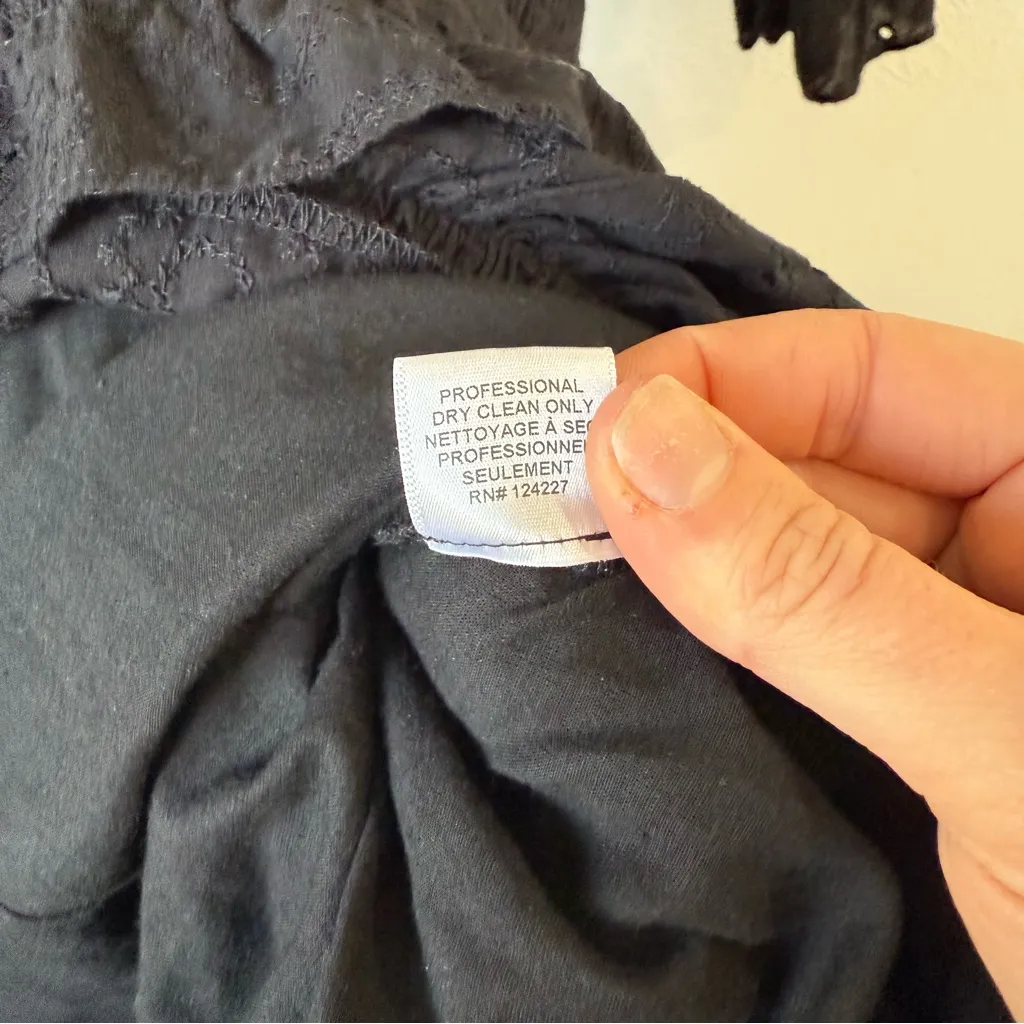 PROFESSIONAL
DRY CLEAN ONLY
NETTOYAGE À SEC
PROFESSIONNEL
SEULEMENT
RN# 124227